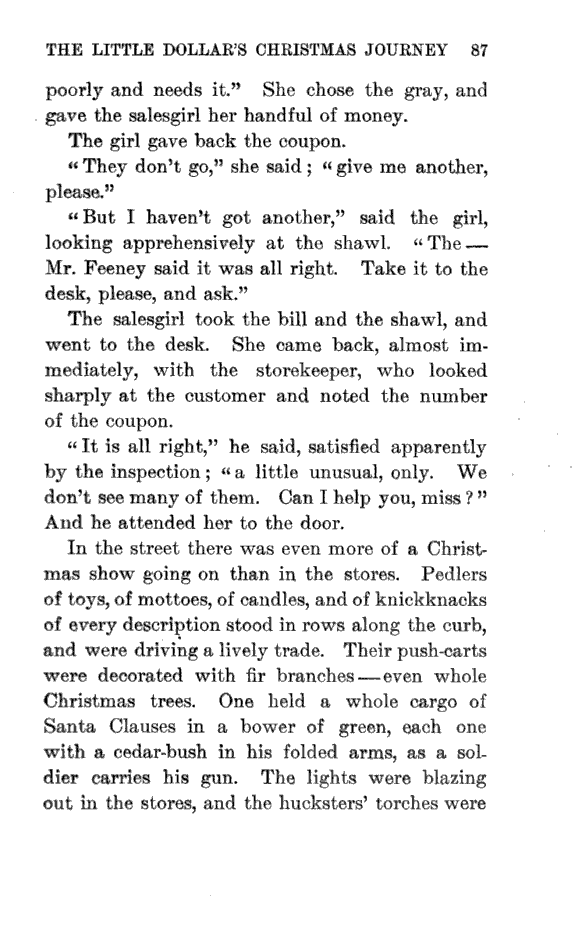 THE LITTLE DOLLAR'S CHRISTMAS JOURNEY 87
poorly and needs it." She chose the gray, and
gave the salesgirl her handful of money.
The girl gave back the coupon.
"They don't go," she said; "give me another,
please."
"But I haven't got another," said the girl,
looking apprehensively at the shawl. "The—
Mr. Feeney said it was all right. Take it to the
desk, please, and ask."
The salesgirl took the bill and the shawl, and
went to the desk. She came back, almost im-
mediately, with the storekeeper, who looked
sharply at the customer and noted the number
of the coupon.
"It is all right," he said, satisfied apparently
by the inspection; "a little unusual, only. We
don't see many of them. Can I help you, miss?"
And he attended her to the door.
In the street there was even more of a Christ-
mas show going on than in the stores. Pedlers
of toys, of mottoes, of candles, and of knickknacks
of every description stood in rows along the curb,
and were driving a lively trade. Their push-carts
were decorated with fir branches—even whole
Christmas trees. One held a whole cargo of
Santa Clauses in a bower of green, each one
with a cedar-bush in his folded arms, as a sol-
dier carries his gun. The lights were blazing
out in the stores, and the hucksters' torches were